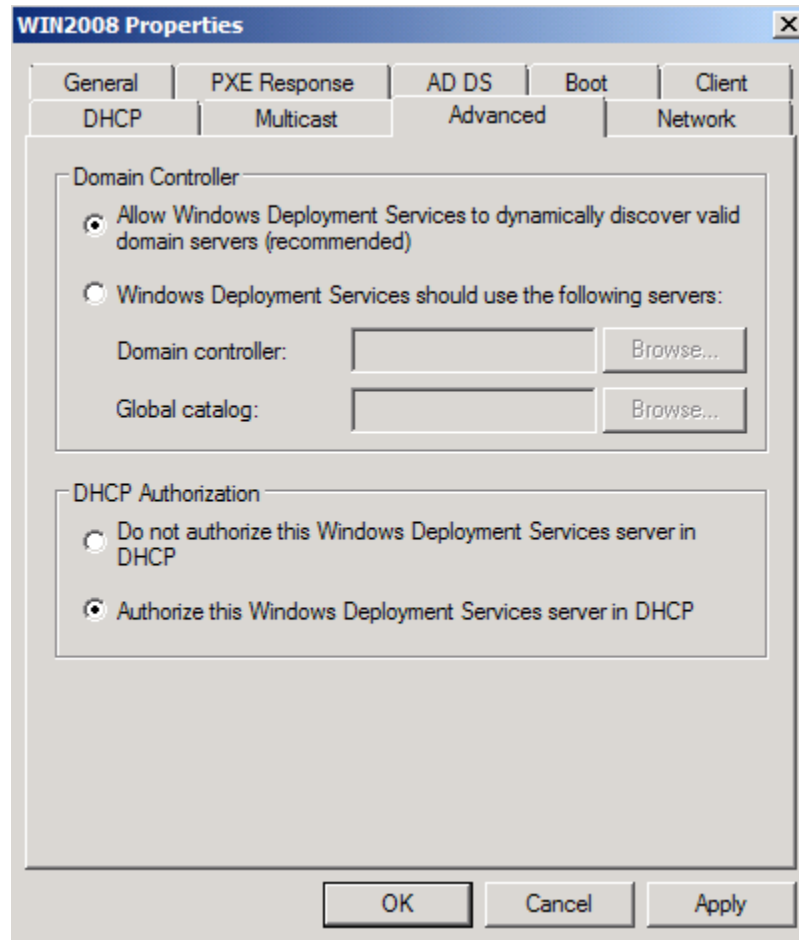 WIN2008 Properties
General PXE Response AD DS Boot Client
DHCP Multicast Advanced Network
Domain Controller
Allow Windows Deployment Services to dynamically discover valid
domain servers (recommended)
Windows Deployment Services should use the following servers:
Domain controller: Browse...
Global catalog: Browse...
DHCP Authorization
Do not authorize this Windows Deployment Services server in
DHCP
Authorize this Windows Deployment Services server in DHCP
OK Cancel Apply